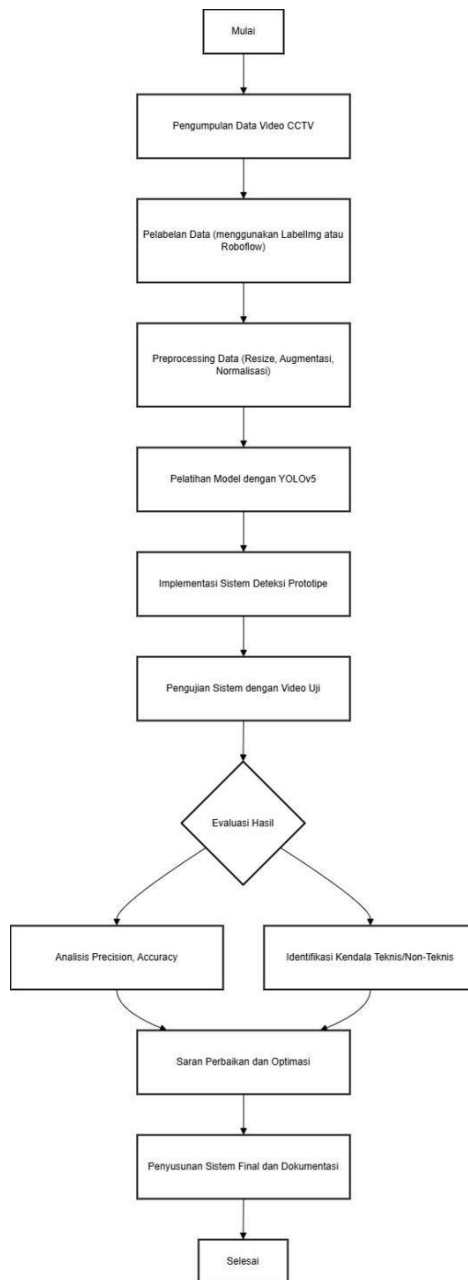 Mulai
Pengumpulan Data Video CCTV
Pelabelan Data (menggunakan LabelImg atau
Roboflow)
Preprocessing Data (Resize, Augmentasi,
Normalisasi)
Pelatihan Model dengan YOLOv5
Implementasi Sistem Deteksi Prototipe
Pengujian Sistem dengan Video Uji
Evaluasi Hasil
Analisis Precision, Accuracy
Identifikasi Kendala Teknis/Non-Teknis
Saran Perbaikan dan Optimasi
Penyusunan Sistem Final dan Dokumentasi
Selesai